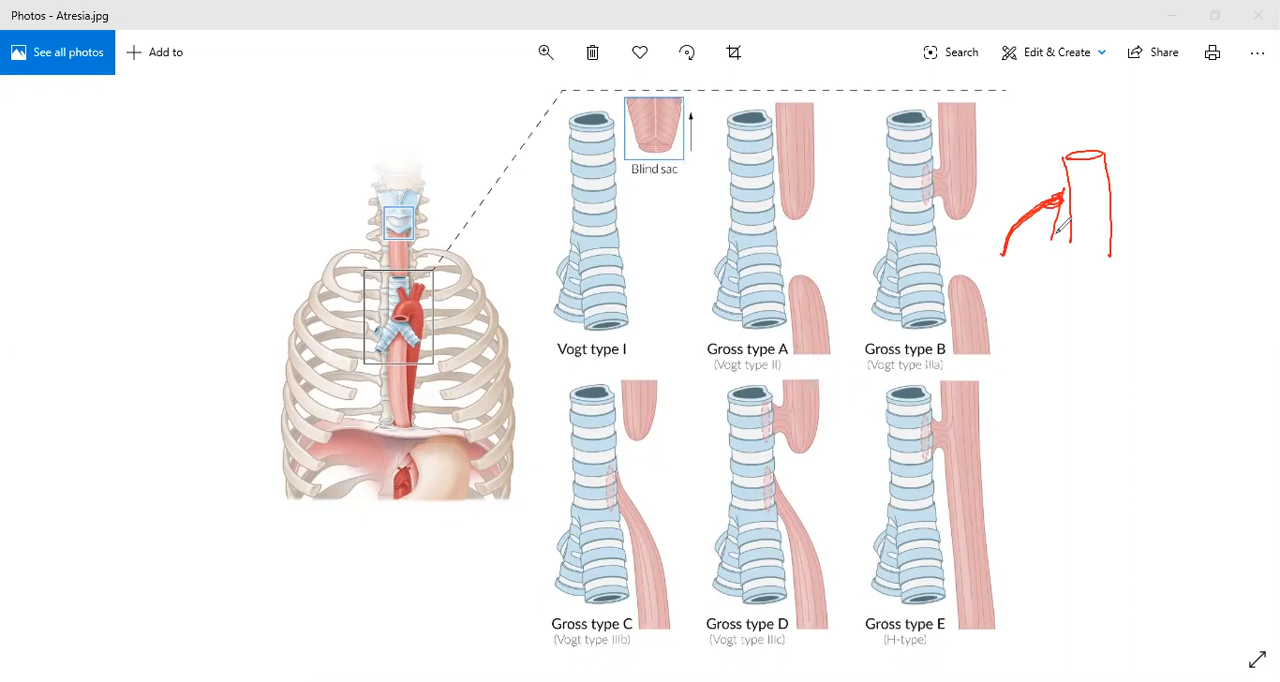 Photos - Atresia.jpg
See all photos
Add to
Search
Edit & Create
Share
Blind sac
Vogt type I
Gross type A
(Vogt type II)
Gross type B
(Vogt type IIIa)
Gross type C
(Vogt type IIIb)
Gross type D
(Vogt type IIIc)
Gross type E
(H-type)